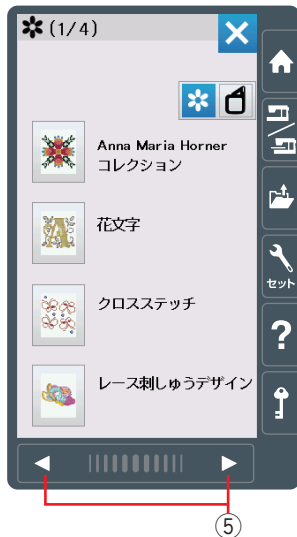 (1/4)
Anna Maria Horner
コレクション
花文字
クロスステッチ
レース刺しゅうデザイン
セット
?
⑤